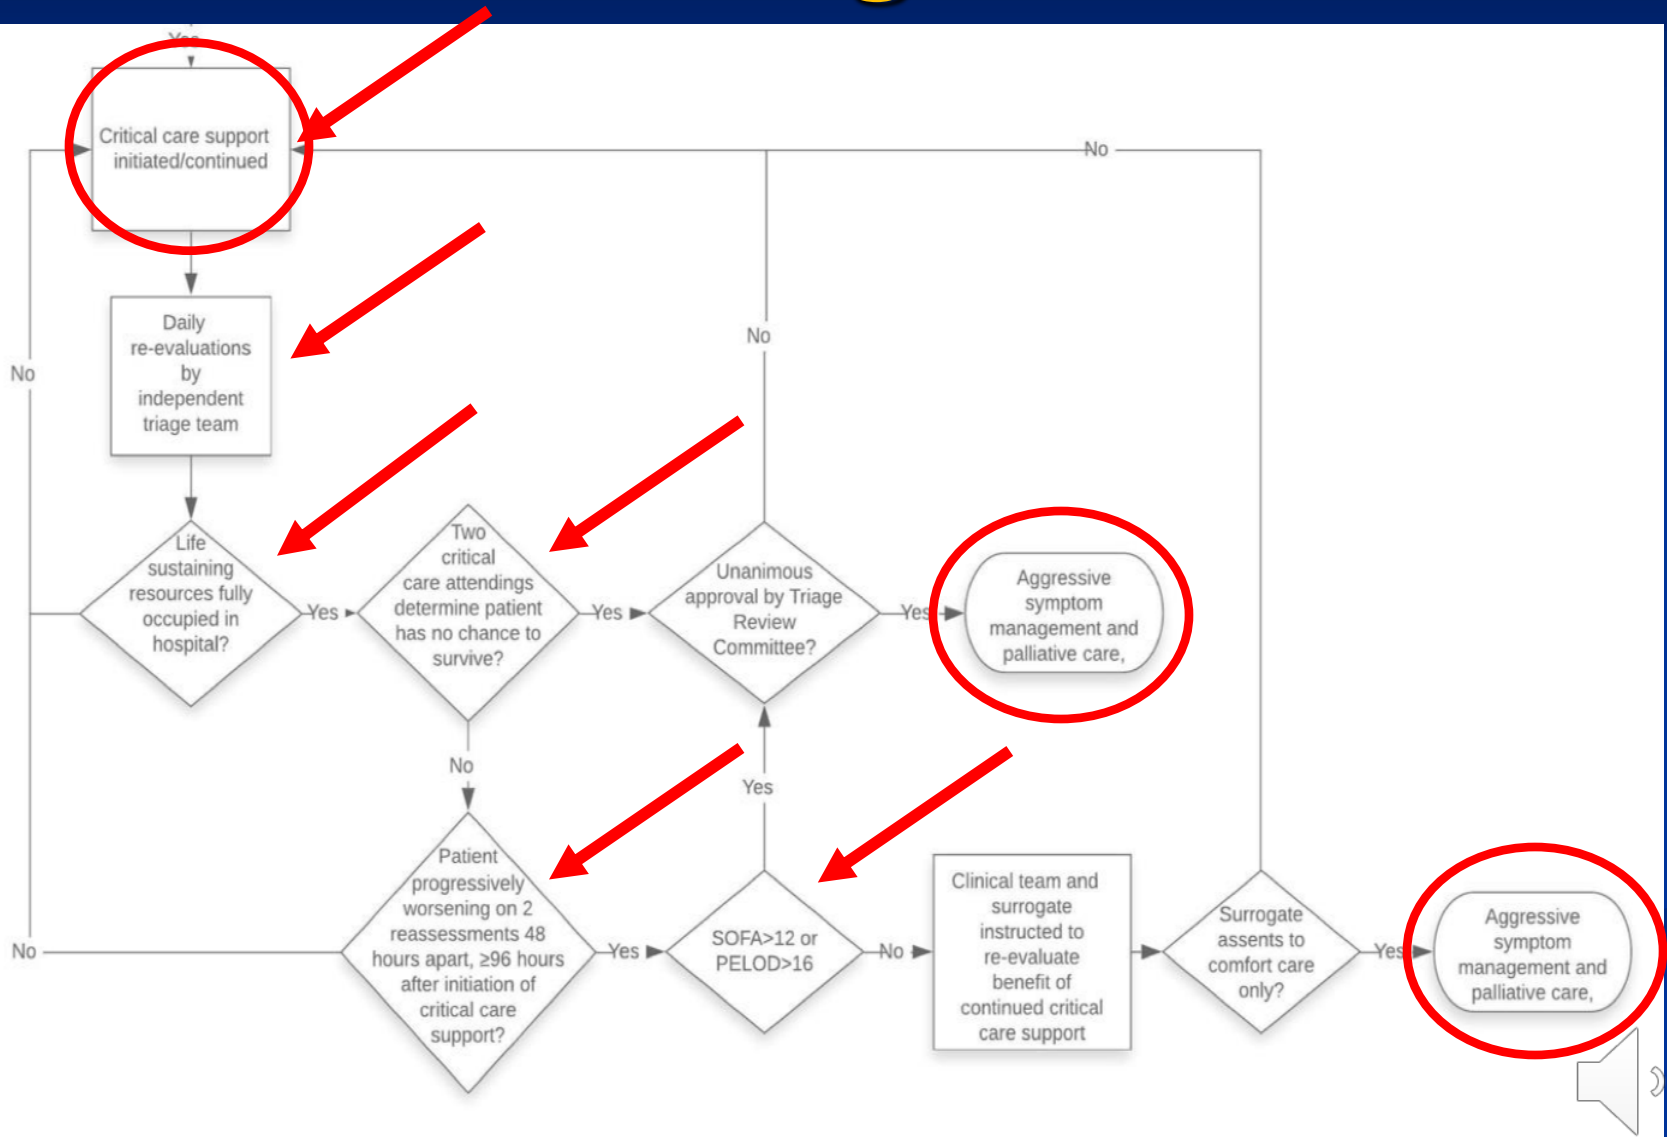 Yes
Critical care support
initiated/continued
No
Daily
re-evaluations
by
independent
triage team
No
No
Life
sustaining
resources fully
occupied in
hospital?
Yes
Two
critical
care attendings
determine patient
has no chance to
survive?
Yes
Unanimous
approval by Triage
Review
Committee?
Yes
Aggressive
symptom
management and
palliative care,
No
Yes
No
Patient
progressively
worsening on 2
reassessments 48
hours apart, ≥96 hours
after initiation of
critical care
support?
Yes
SOFA>12 or
PELOD>16
No
Clinical team and
surrogate
instructed to
re-evaluate
benefit of
continued critical
care support
Surrogate
assents to
comfort care
only?
Yes
Aggressive
symptom
management and
palliative care,